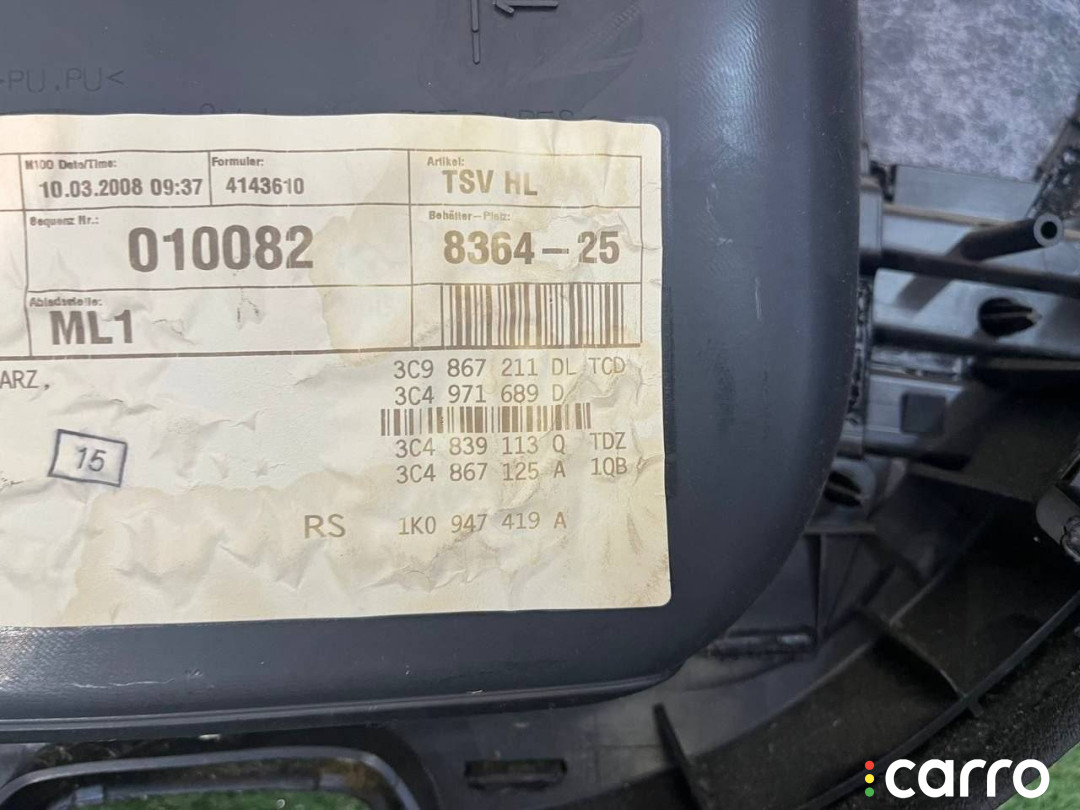 PU.PU<
M100 Date/Time:
10.03.2008 09:37
Formular:
4143610
Artikel:
TSV HL
Sequenz Nr.:
010082
Behälter-Platz:
8364-25
Abladestelle:
ML1
ARZ,
3C9 867 211 DL TCD
3C4 971 689 D
3C4 839 113 Q TDZ
3C4 867 125 A 1QB
15
RS 1K0 947 419 A
carro